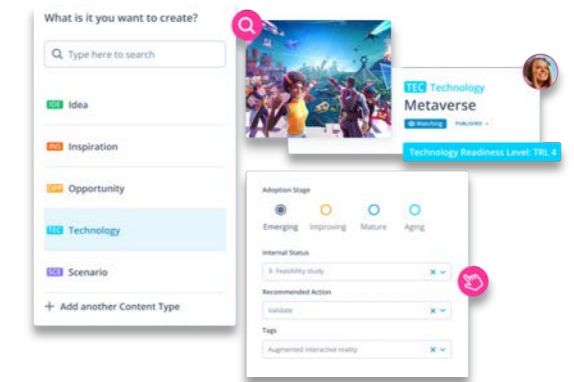 What is it you want to create?
Type here to search
IDE Idea
INS Inspiration
OPP Opportunity
TEC Technology
SCE Scenario
+ Add another Content Type
TEC Technology
Metaverse
Watching PUBLISHED
Technology Readiness Level: TRL 4
Adoption Stage
Emerging Improving Mature Aging
Internal Status
3. Feasibility study
Recommended Action
Validate
Tags
Augmented interactive reality